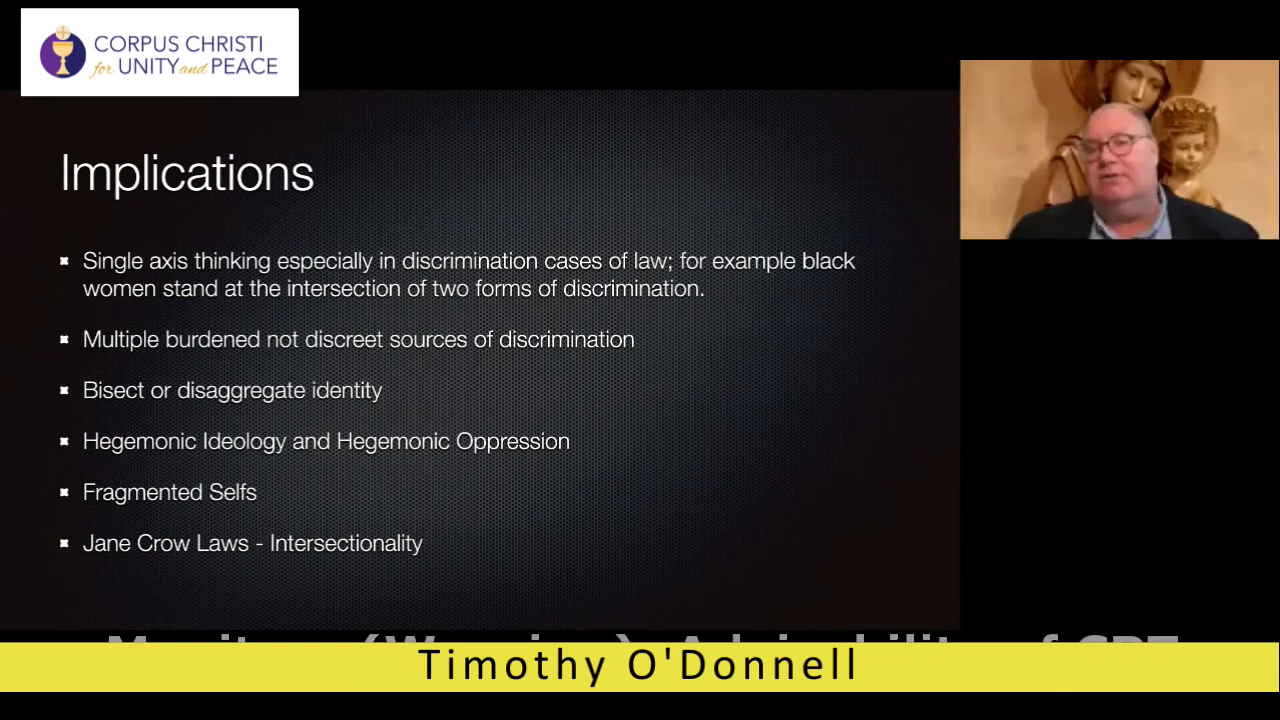 CORPUS CHRISTI
for UNITY and PEACE
Implications
Single axis thinking especially in discrimination cases of law; for example black
women stand at the intersection of two forms of discrimination.
Multiple burdened not discreet sources of discrimination
Bisect or disaggregate identity
Hegemonic Ideology and Hegemonic Oppression
Fragmented Selfs
Jane Crow Laws - Intersectionality
Timothy O'Donnell